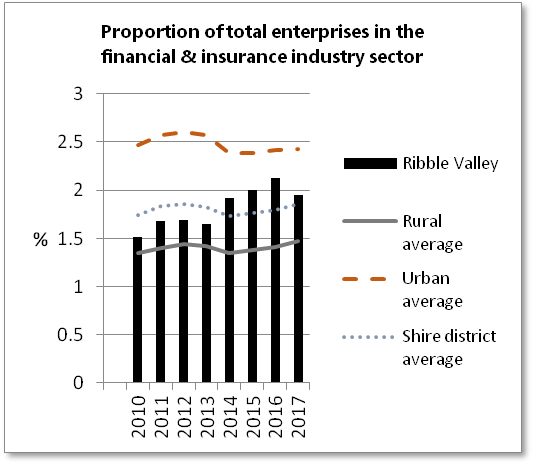 Proportion of total enterprises in the
financial & insurance industry sector
3
2.5
2
1.5
1
0.5
0
%
2010 2011 2012 2013 2014 2015 2016 2017
Ribble Valley
Rural
average
Urban
average
Shire district
average